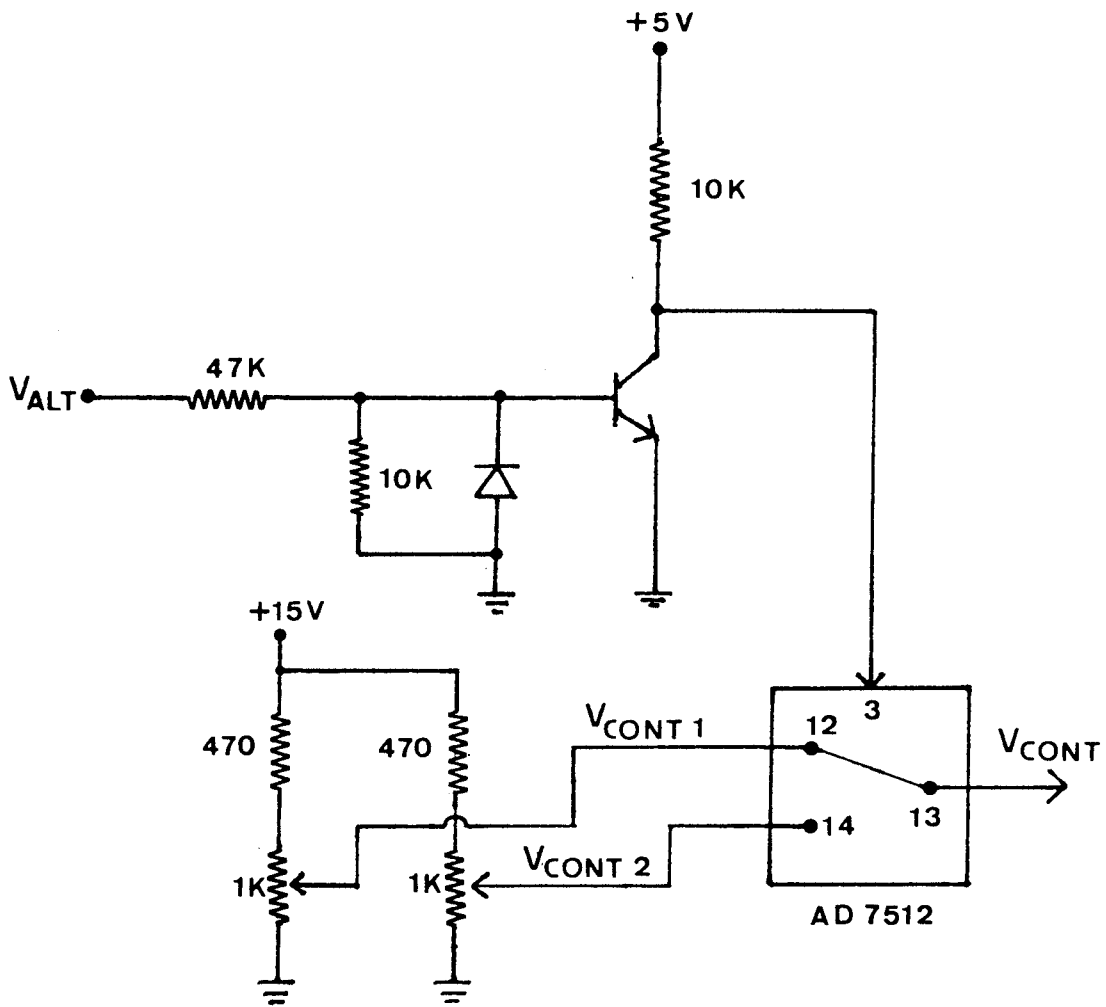 +5V
10K
47K
VALT
10K
+15V
470
470
VCONT 1
12
3
VCONT
13
14
1K
1K
VCONT 2
AD 7512